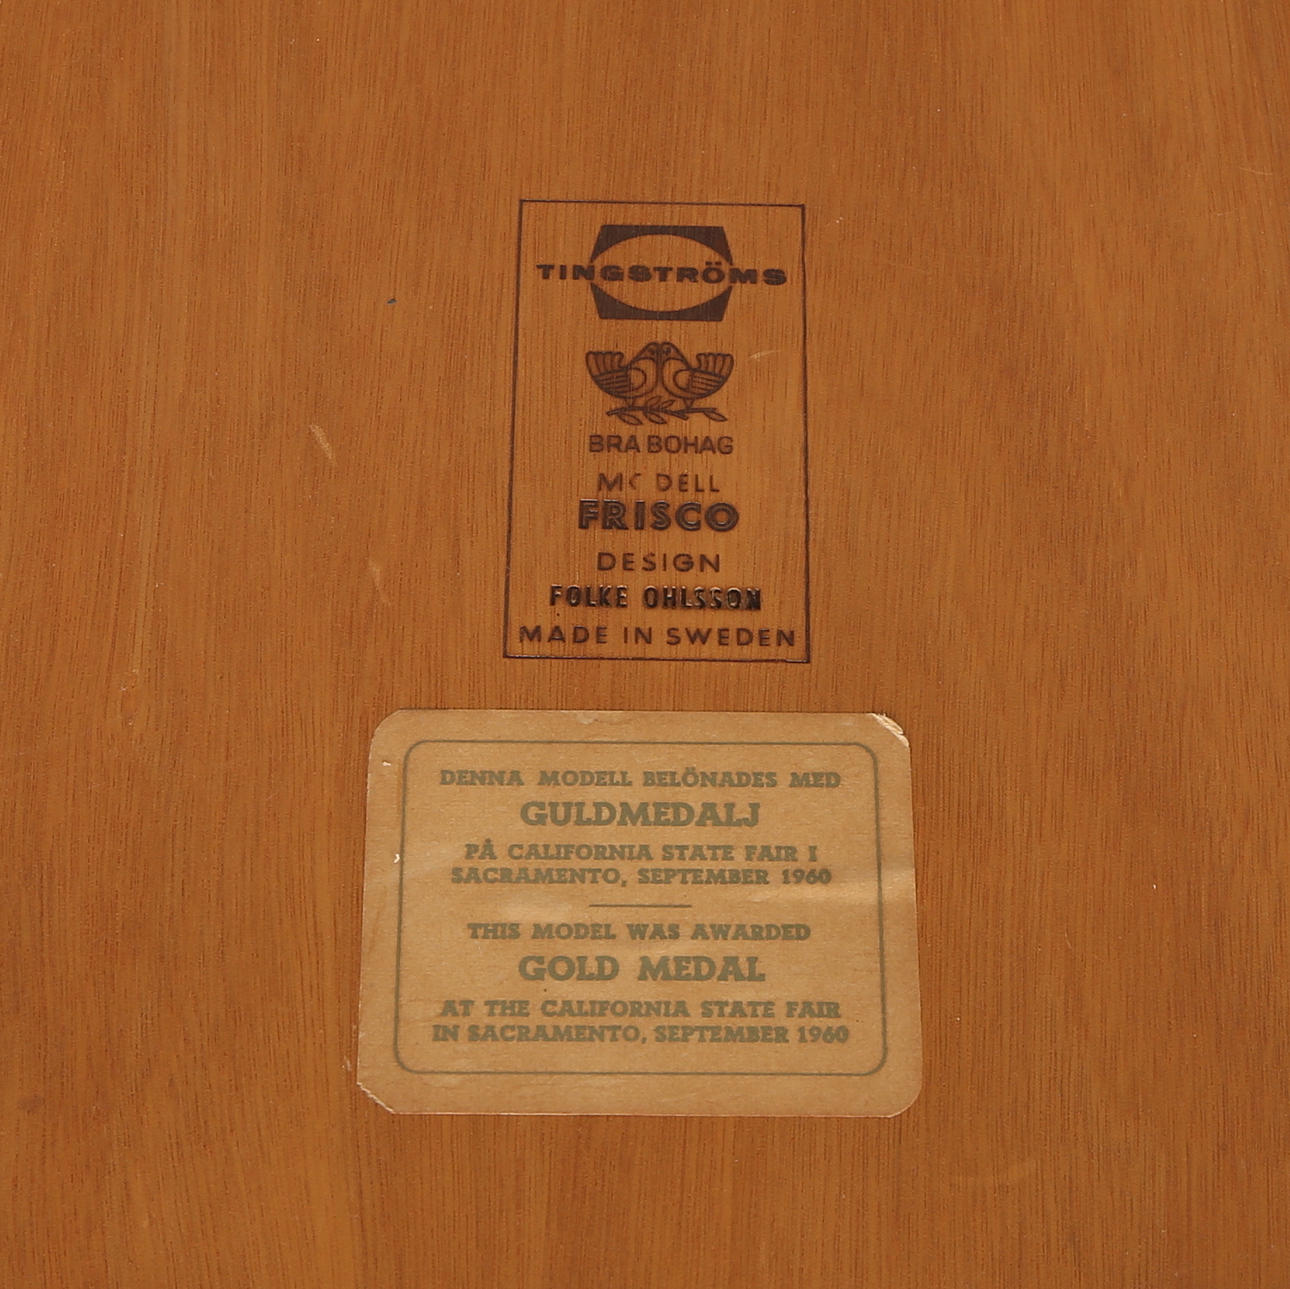 TINGSTRÖMS
BRA BOHAG
MODELL
FRISCO
DESIGN
FOLKE OHLSSON
MADE IN SWEDEN
DENNA MODELL BELÖNADES MED
GULDMEDALJ
PÅ CALIFORNIA STATE FAIR I
SACRAMENTO, SEPTEMBER 1960
THIS MODEL WAS AWARDED
GOLD MEDAL
AT THE CALIFORNIA STATE FAIR
IN SACRAMENTO, SEPTEMBER 1960